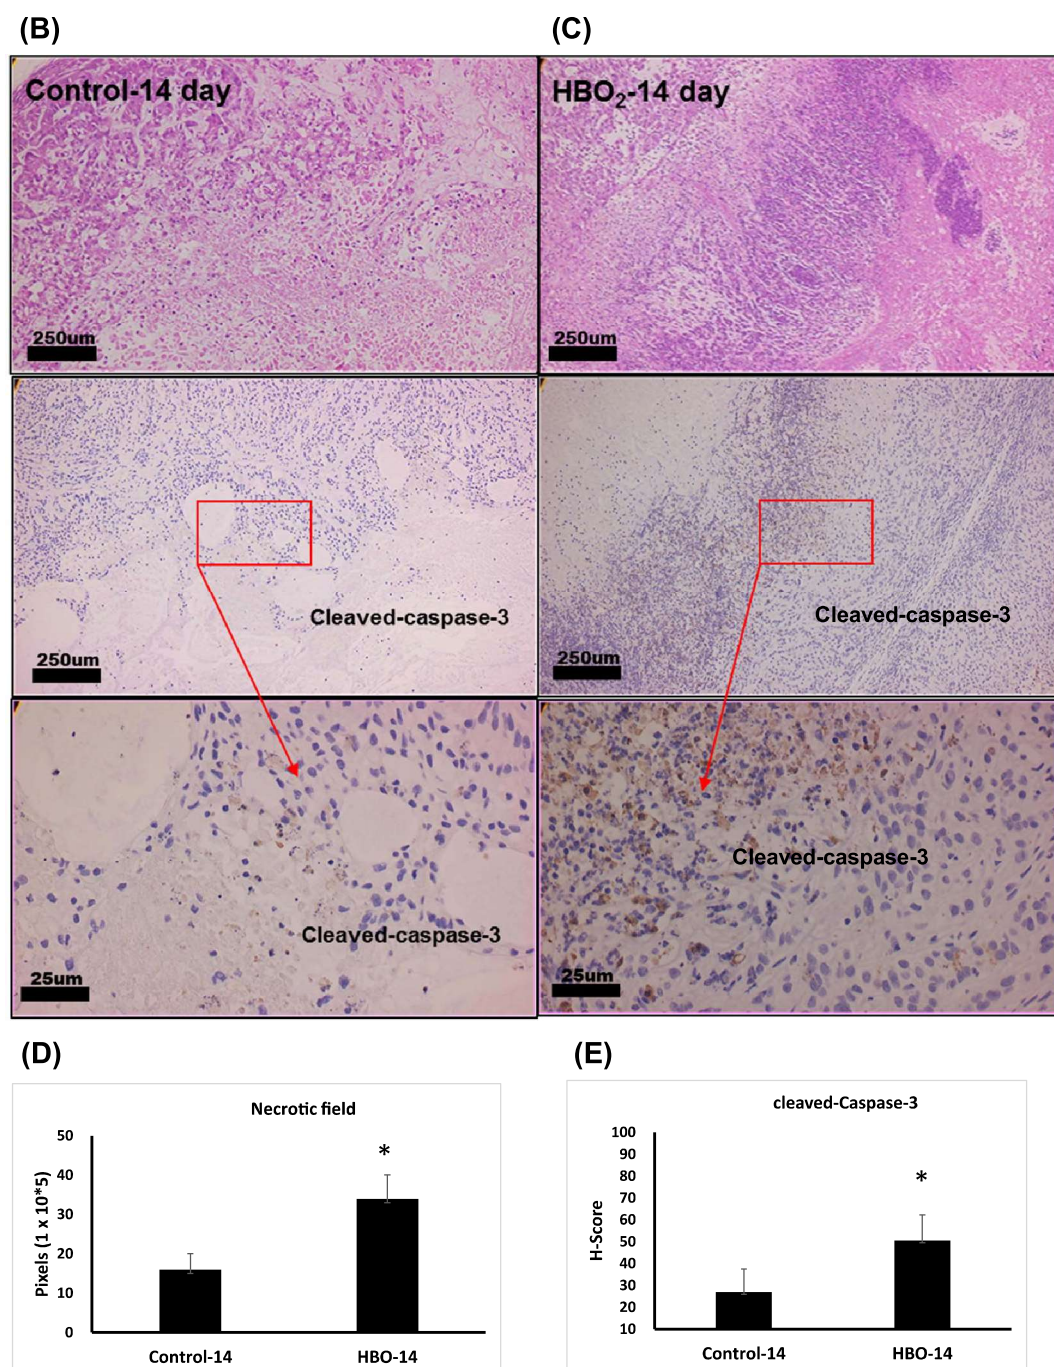 (B)
(C)
Control-14 day
HBO₂-14 day
250um
250um
Cleaved-caspase-3
Cleaved-caspase-3
250um
250um
Cleaved-caspase-3
Cleaved-caspase-3
25um
25um
(D)
(E)
Necrotic field
Pixels (1 x 10*5)
50
40
30
20
10
0
*
Control-14
HBO-14
cleaved-Caspase-3
H-Score
100
90
80
70
60
50
40
30
20
10
*
Control-14
HBO-14